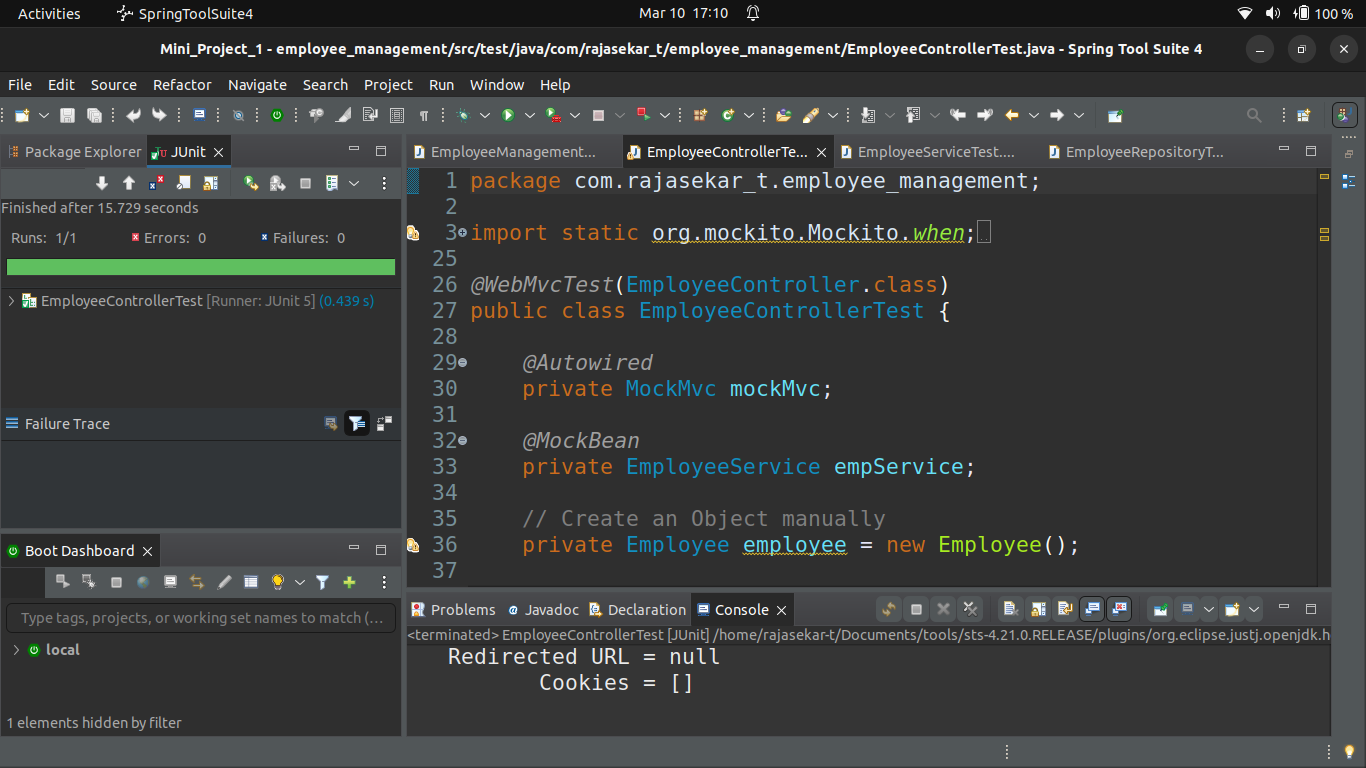 Activities SpringToolSuite4 Mar 10 17:10 100 %
Mini_Project_1 - employee_management/src/test/java/com/rajasekar_t/employee_management/EmployeeControllerTest.java - Spring Tool Suite 4
File Edit Source Refactor Navigate Search Project Run Window Help
Package Explorer JUnit
Finished after 15.729 seconds
Runs: 1/1 Errors: 0 Failures: 0
EmployeeControllerTest [Runner: JUnit 5] (0.439 s)
Failure Trace
Boot Dashboard
Type tags, projects, or working set names to match (...
local
1 elements hidden by filter
EmployeeManagement... EmployeeControllerTe... EmployeeServiceTest.... EmployeeRepositoryT...
1 package com.rajasekar_t.employee_management;
2
3 import static org.mockito.Mockito.when;
25
26 @WebMvcTest(EmployeeController.class)
27 public class EmployeeControllerTest {
28
29 @Autowired
30 private MockMvc mockMvc;
31
32 @MockBean
33 private EmployeeService empService;
34
35 // Create an Object manually
36 private Employee employee = new Employee();
37
Problems Javadoc Declaration Console
<terminated> EmployeeControllerTest [JUnit] /home/rajasekar-t/Documents/tools/sts-4.21.0.RELEASE/plugins/org.eclipse.justj.openjdk.h
Redirected URL = null
Cookies = []